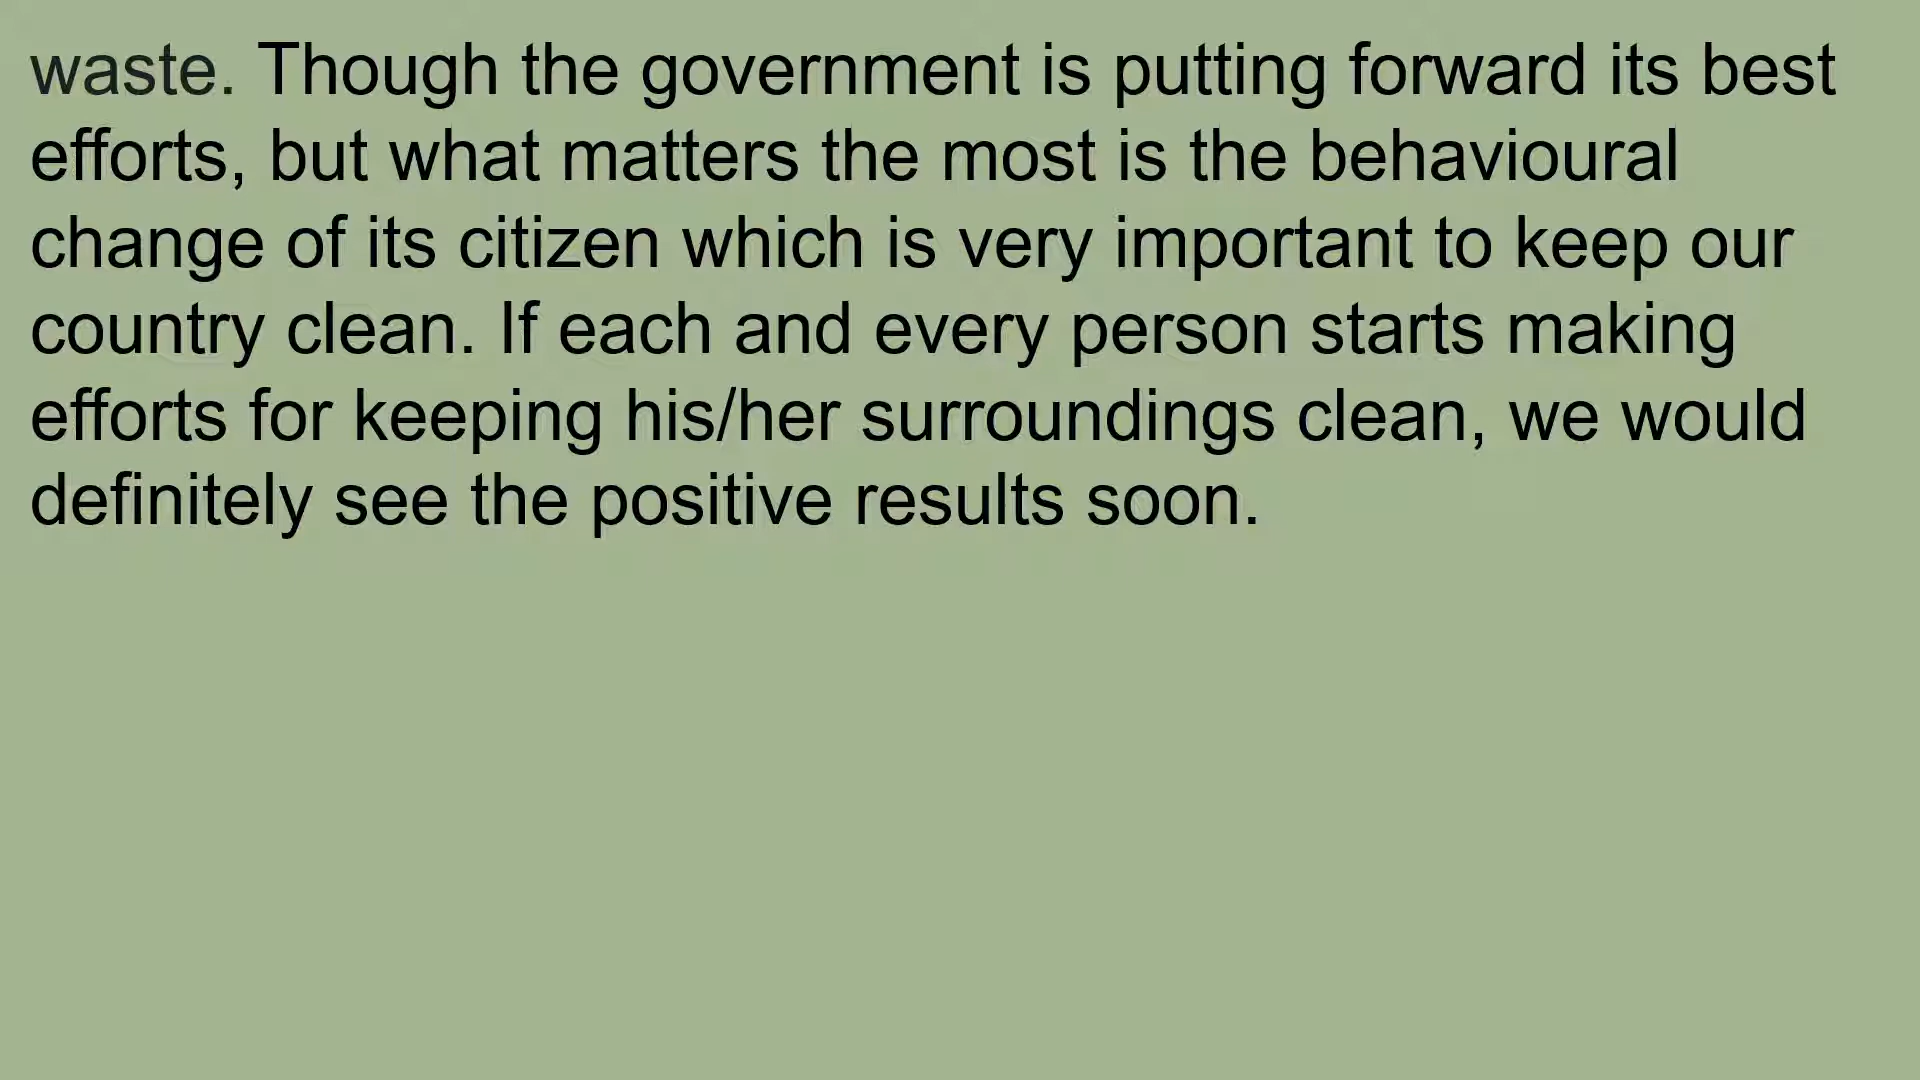 waste. Though the government is putting forward its best
efforts, but what matters the most is the behavioural
change of its citizen which is very important to keep our
country clean. If each and every person starts making
efforts for keeping his/her surroundings clean, we would
definitely see the positive results soon.